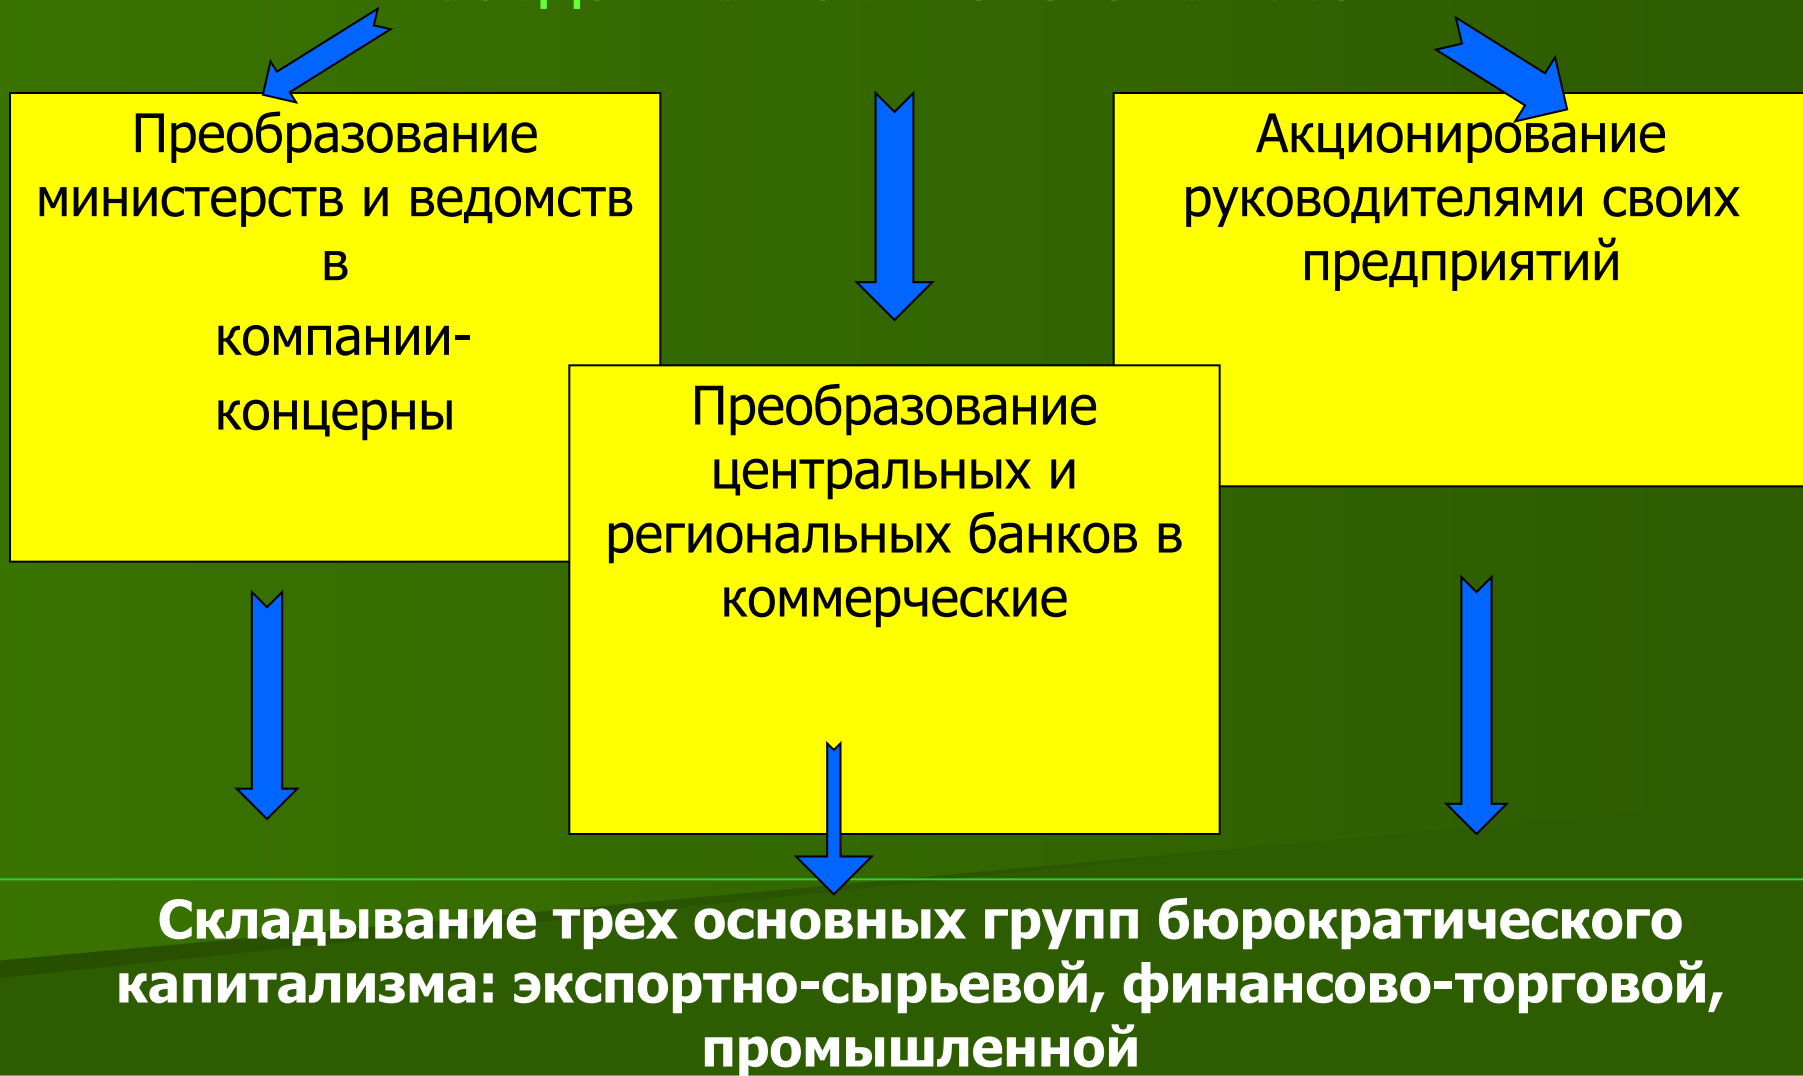 Преобразование
министерств и ведомств
в
компании-
концерны
Преобразование
центральных и
региональных банков в
коммерческие
Акционирование
руководителями своих
предприятий
Складывание трех основных групп бюрократического
капитализма: экспортно-сырьевой, финансово-торговой,
промышленной